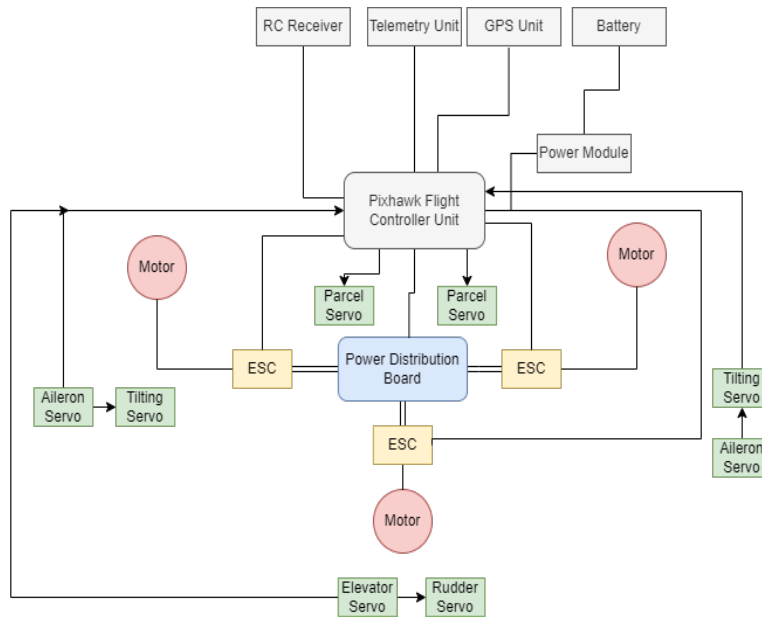 RC Receiver
Telemetry Unit
GPS Unit
Battery
Power Module
Pixhawk Flight
Controller Unit
Motor
Motor
Parcel
Servo
Parcel
Servo
ESC
Power Distribution
Board
ESC
Aileron
Servo
Tilting
Servo
Tilting
Servo
ESC
Aileron
Servo
Motor
Elevator
Servo
Rudder
Servo